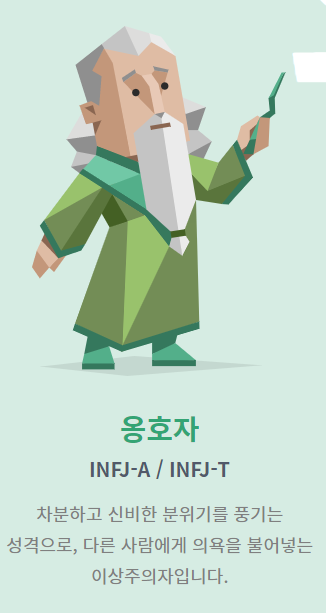 옹호자
INFJ-A / INFJ-T
차분하고 신비한 분위기를 풍기는
성격으로, 다른 사람에게 의욕을 불어넣는
이상주의자입니다.